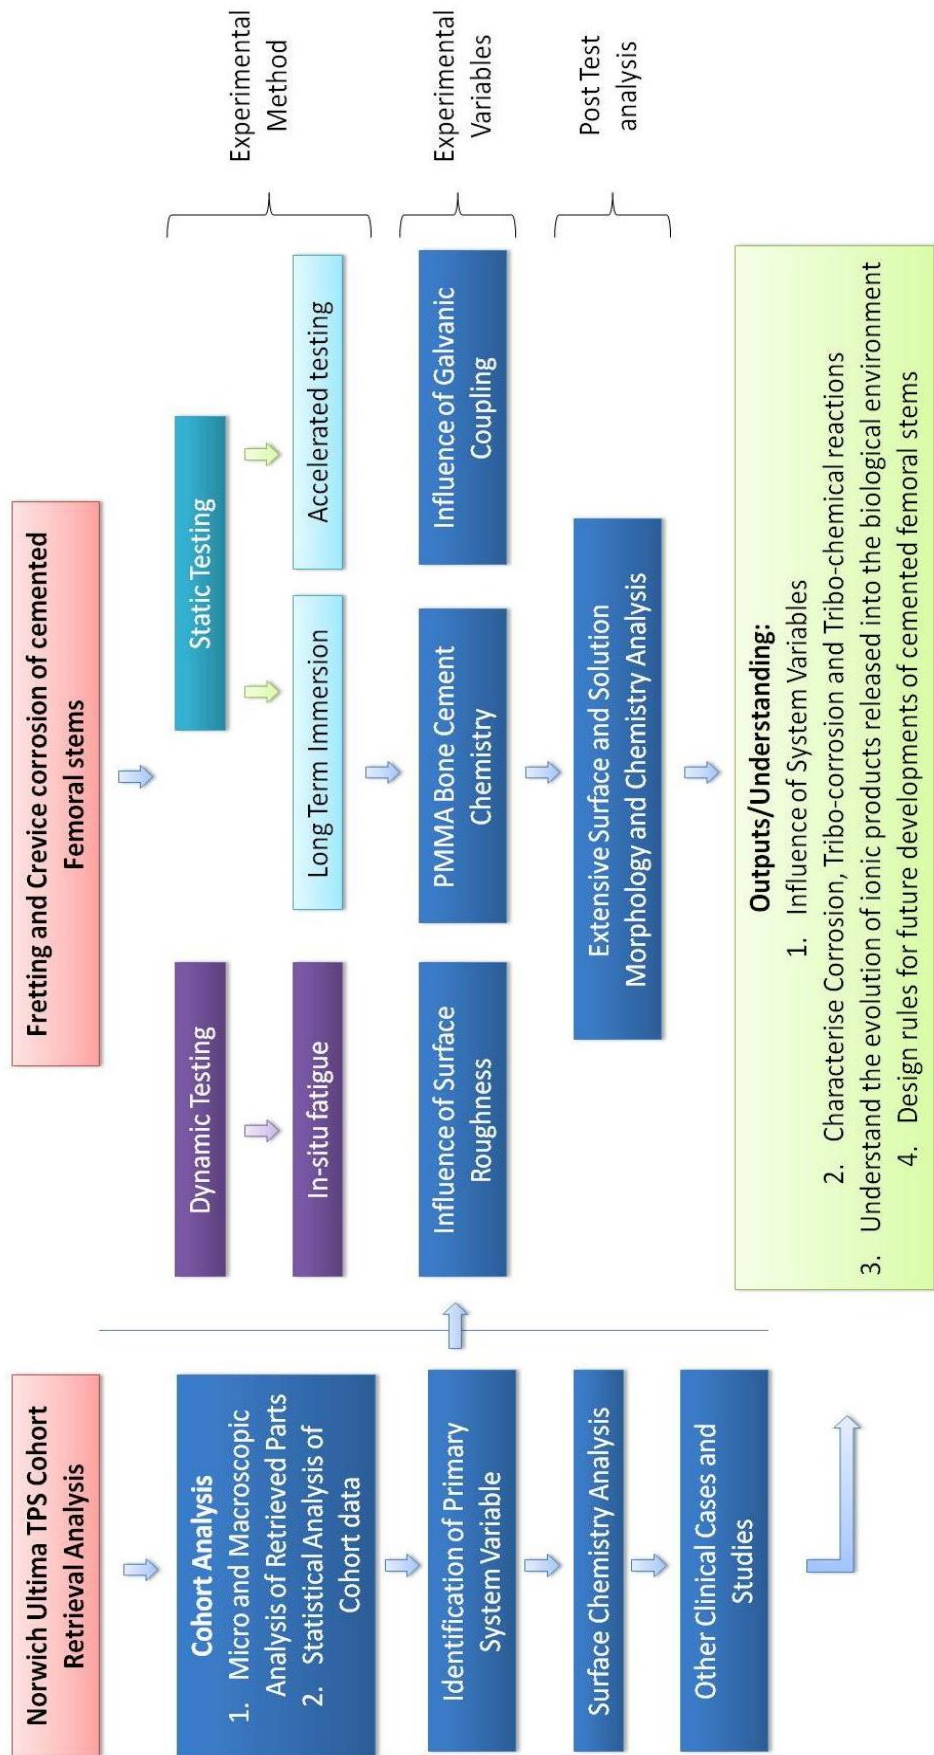 Norwich Ultima TPS Cohort
Retrieval Analysis
Cohort Analysis
1. Micro and Macroscopic
Analysis of Retrieved Parts
2. Statistical Analysis of
Cohort data
Identification of Primary
System Variable
Surface Chemistry Analysis
Other Clinical Cases and
Studies
Fretting and Crevice corrosion of cemented
Femoral stems
Dynamic Testing
Static Testing
In-situ fatigue
Long Term Immersion
Accelerated testing
Experimental
Method
Influence of Surface
Roughness
PMMA Bone Cement
Chemistry
Influence of Galvanic
Coupling
Experimental
Variables
Extensive Surface and Solution
Morphology and Chemistry Analysis
Post Test
analysis
Outputs/Understanding:
1. Influence of System Variables
2. Characterise Corrosion, Tribo-corrosion and Tribo-chemical reactions
3. Understand the evolution of ionic products released into the biological environment
4. Design rules for future developments of cemented femoral stems